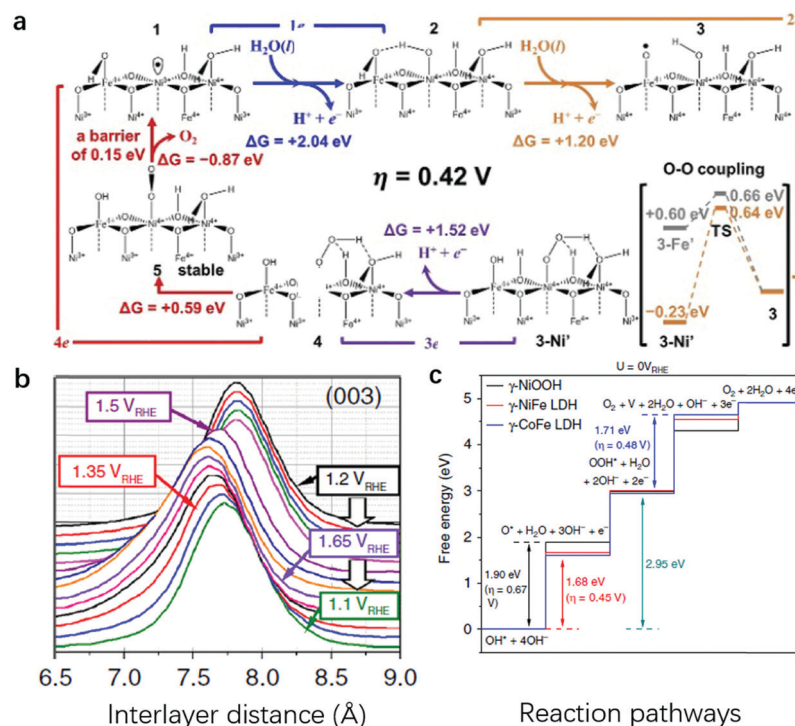 a
1
1e
2
2
3
H₂O(l)
H⁺ + e⁻
ΔG = +2.04 eV
H₂O(l)
H⁺ + e⁻
ΔG = +1.20 eV
a barrier
of 0.15 eV
O₂
ΔG = −0.87 eV
η = 0.42 V
5 stable
ΔG = +0.59 eV
4e
4
3e
ΔG = +1.52 eV
H⁺ + e⁻
3-Ni'
O-O coupling
0.66 eV
+0.60 eV
0.64 eV
TS
3-Fe'
−0.23 eV
3
3-Ni'
b
(003)
1.5 V_RHE
1.35 V_RHE
1.2 V_RHE
1.65 V_RHE
1.1 V_RHE
6.5 7.0 7.5 8.0 8.5 9.0
Interlayer distance (Å)
c
U = 0V_RHE
γ-NiOOH
γ-NiFe LDH
γ-CoFe LDH
O₂ + 2H₂O + 4e
O₂ + V + 2H₂O + OH⁻ + 3e⁻
1.71 eV
(η = 0.48 V)
OOH* + H₂O
+ 2OH⁻ + 2e⁻
O* + H₂O + 3OH⁻ + e⁻
1.90 eV
(η = 0.67
V)
1.68 eV
(η = 0.45 V)
2.95 eV
OH* + 4OH⁻
5
4
3
2
1
0
Free energy (eV)
Reaction pathways